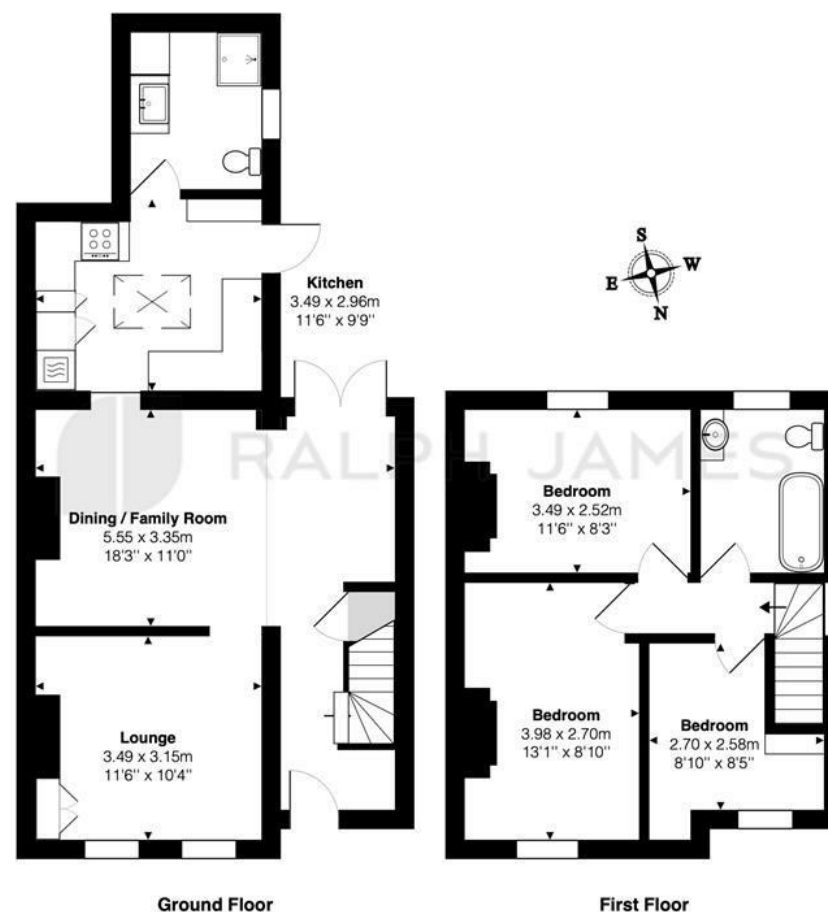 Kitchen
3.49 x 2.96m
11'6" x 9'9"
S
W
E
N
RALPH JAMES
Dining / Family Room
5.55 x 3.35m
18'3" x 11'0"
Bedroom
3.49 x 2.52m
11'6" x 8'3"
Lounge
3.49 x 3.15m
11'6" x 10'4"
Bedroom
3.98 x 2.70m
13'1" x 8'10"
Bedroom
2.70 x 2.58m
8'10" x 8'5"
Ground Floor
First Floor